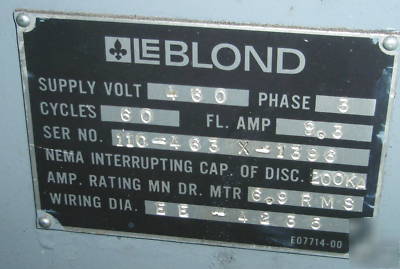 LEBLOND
SUPPLY VOLT 460 PHASE 3
CYCLES 60 FL. AMP 9.3
SER NO. 110-463 X-1396
NEMA INTERRUPTING CAP. OF DISC. 200KA
AMP. RATING MN DR. MTR 6.9 RMS
WIRING DIA. EE-4235
E07714-00